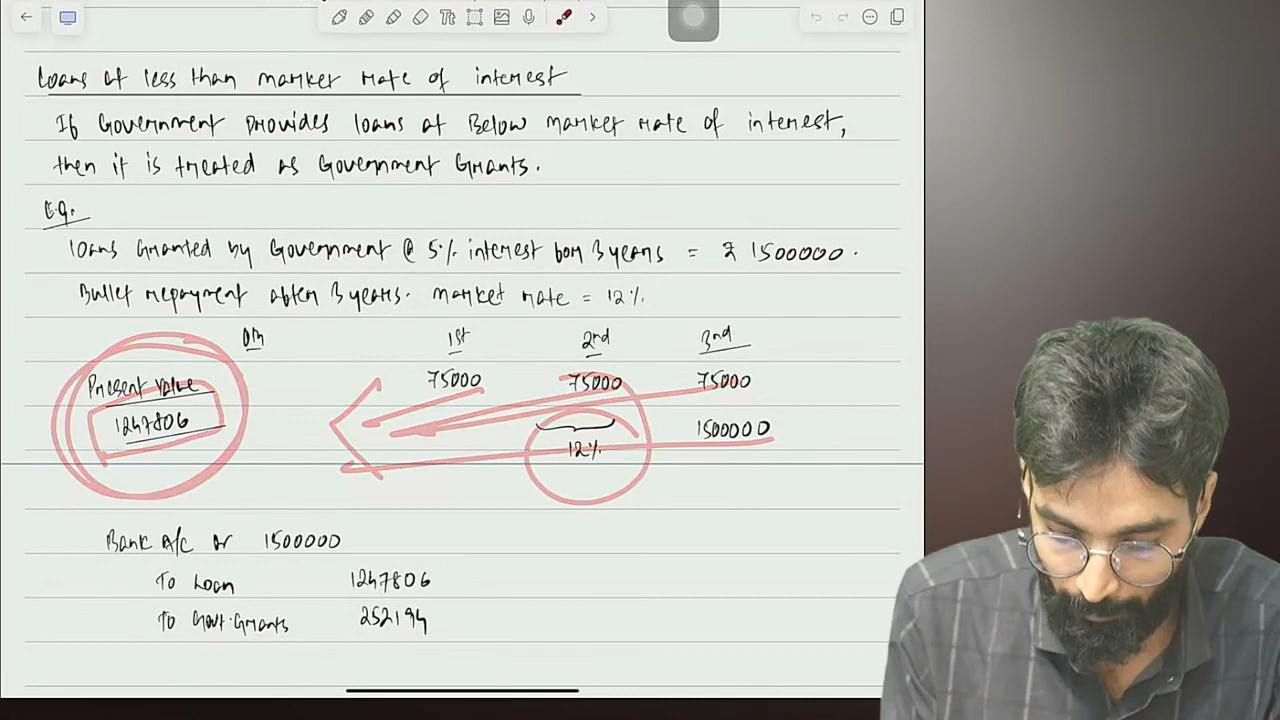 Loans at less than market rate of interest
If Government provides loans at Below market rate of interest,
then it is treated as Government Grants.
E.g.
loans Granted by Government @ 5% interest for 3 years = ₹ 1500000.
Bullet repayment after 3 years. market rate = 12%
0th 1st 2nd 3nd
Present value 75000 75000 75000
1247806 1500000
12%
Bank A/c Dr 1500000
To Loan 1247806
To Govt. Grants 252194